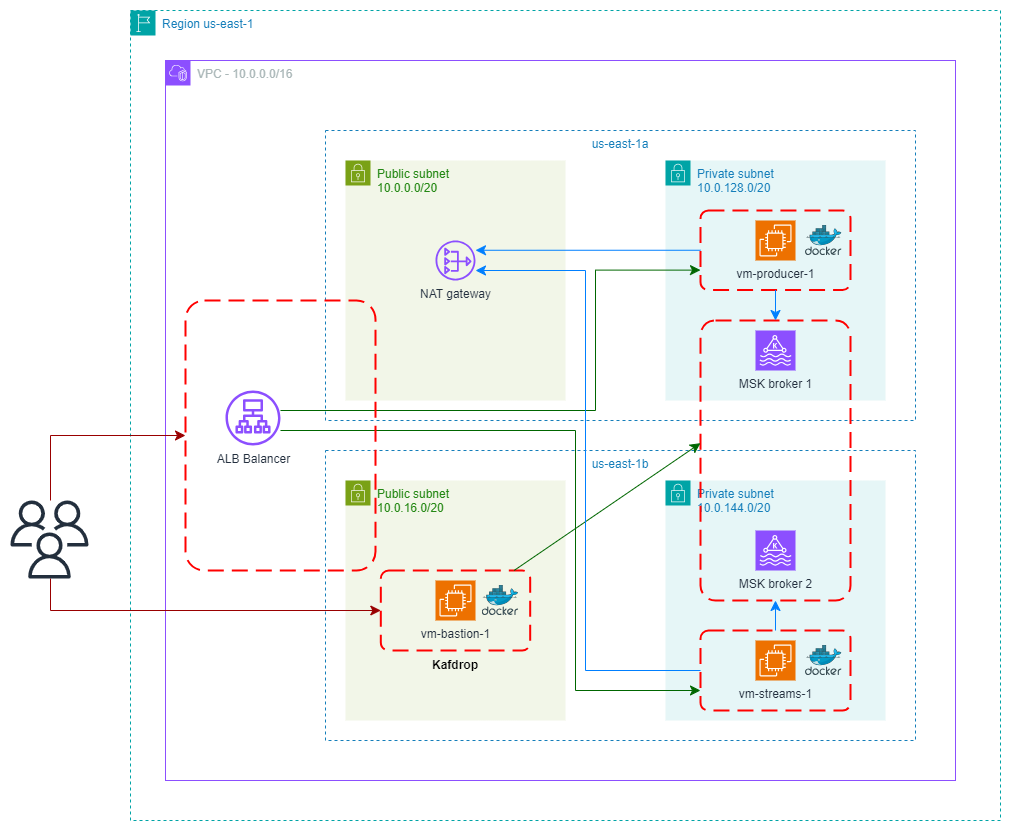 Region us-east-1
VPC - 10.0.0.0/16
us-east-1a
Public subnet
10.0.0.0/20
Private subnet
10.0.128.0/20
docker
vm-producer-1
NAT gateway
K
MSK broker 1
ALB Balancer
us-east-1b
Public subnet
10.0.16.0/20
Private subnet
10.0.144.0/20
K
MSK broker 2
docker
vm-bastion-1
Kafdrop
docker
vm-streams-1